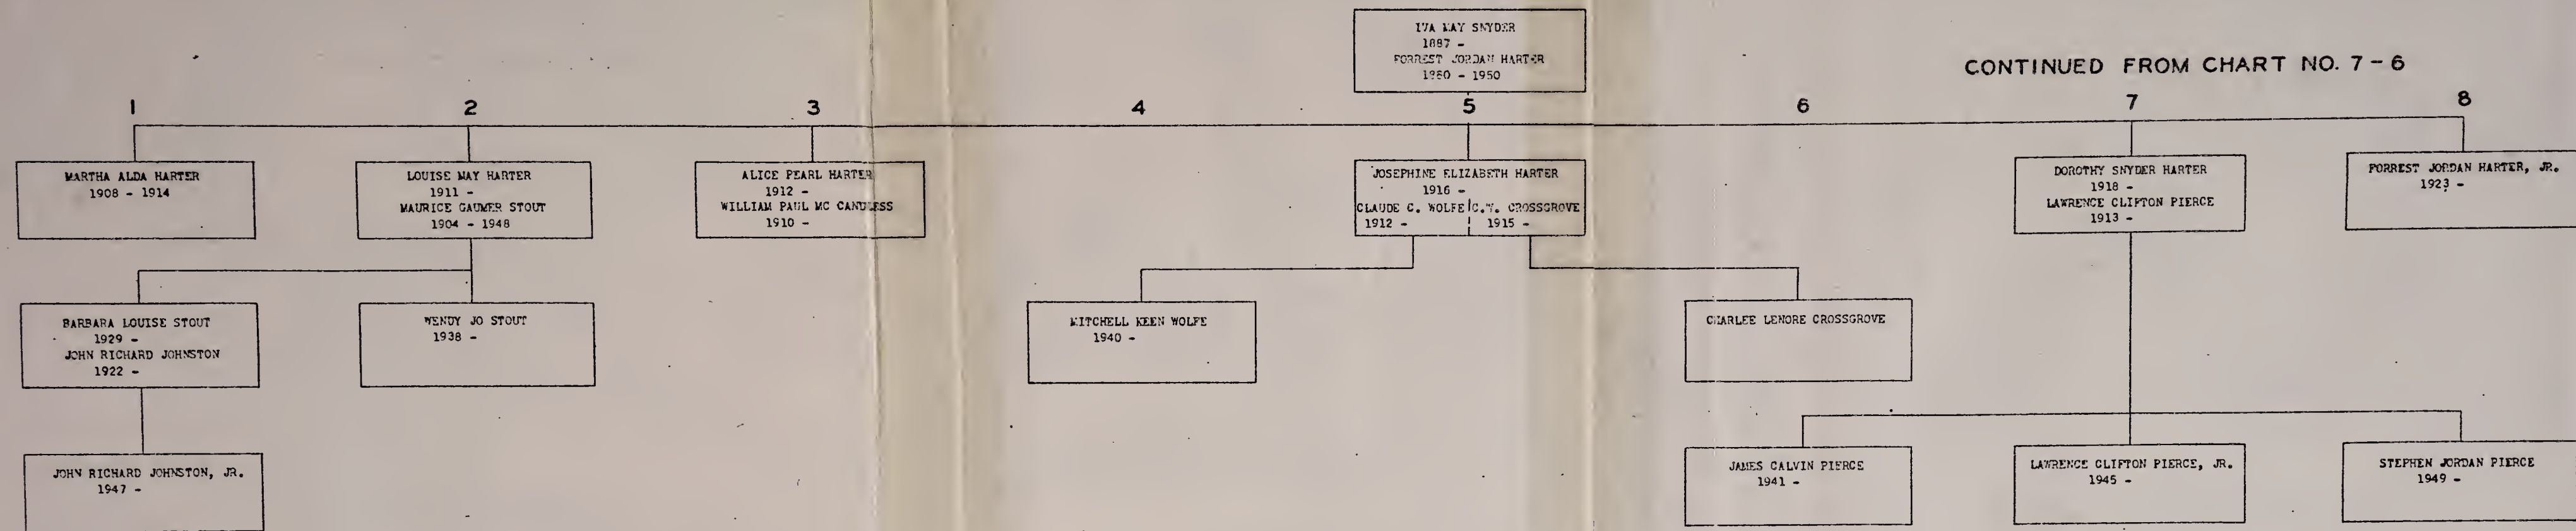 IVA MAY SNYDER
1887 -
FORREST JORDAN HARTER
1880 - 1950
CONTINUED FROM CHART NO. 7-6
1 2 3 4 5 6 7 8
MARTHA ALDA HARTER
1908 - 1914
LOUISE MAY HARTER
1911 -
MAURICE GAUMER STOUT
1904 - 1948
ALICE PEARL HARTER
1912 -
WILLIAM PAUL MC CANDLESS
1910 -
JOSEPHINE ELIZABETH HARTER
1916 -
CLAUDE C. WOLFE C. CROSSGROVE
1912 - 1915 -
DOROTHY SNYDER HARTER
1918 -
LAWRENCE CLIFTON PIERCE
1913 -
FORREST JORDAN HARTER, JR.
1923 -
BARBARA LOUISE STOUT
1929 -
JOHN RICHARD JOHNSTON
1922 -
WENDY JO STOUT
1938 -
MITCHELL KEEN WOLFE
1940 -
CHARLEE LENORE CROSSGROVE
JOHN RICHARD JOHNSTON, JR.
1947 -
JAMES CALVIN PIERCE
1941 -
LAWRENCE CLIFTON PIERCE, JR.
1945 -
STEPHEN JORDAN PIERCE
1949 -